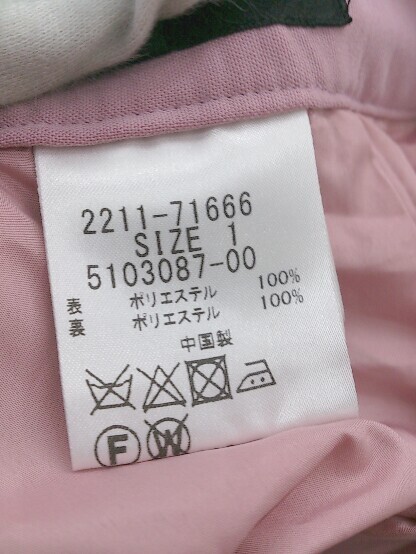 2211-71666
SIZE 1
5103087-00
表 ポリエステル 100%
裏 ポリエステル 100%
中国製
F W